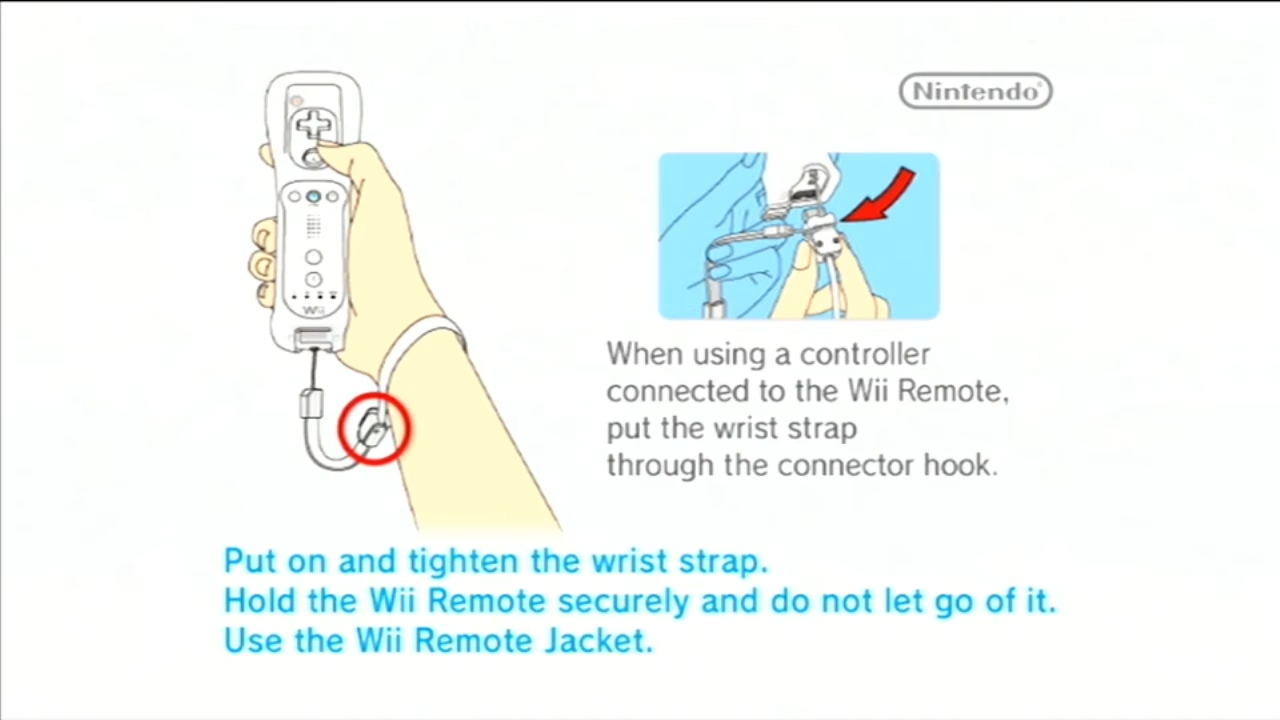 Nintendo
Wii
When using a controller
connected to the Wii Remote,
put the wrist strap
through the connector hook.
Put on and tighten the wrist strap.
Hold the Wii Remote securely and do not let go of it.
Use the Wii Remote Jacket.